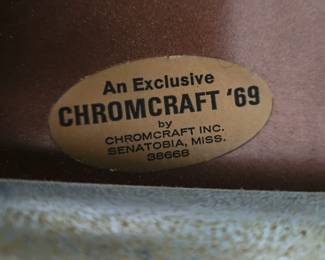 An Exclusive
CHROMCRAFT '69
by
CHROMCRAFT INC.
SENATOBIA, MISS.
38668